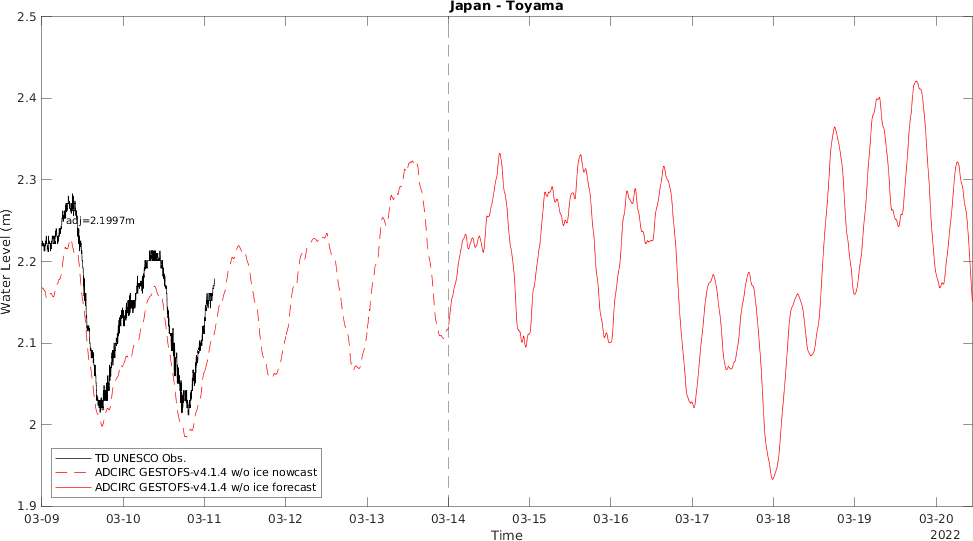 Japan - Toyama
2.5
2.4
2.3
2.2
2.1
2
1.9
Water Level (m)
adj=2.1997m
TD UNESCO Obs.
ADCIRC GESTOFS-v4.1.4 w/o ice nowcast
ADCIRC GESTOFS-v4.1.4 w/o ice forecast
03-09 03-10 03-11 03-12 03-13 03-14 03-15 03-16 03-17 03-18 03-19 03-20
Time
2022